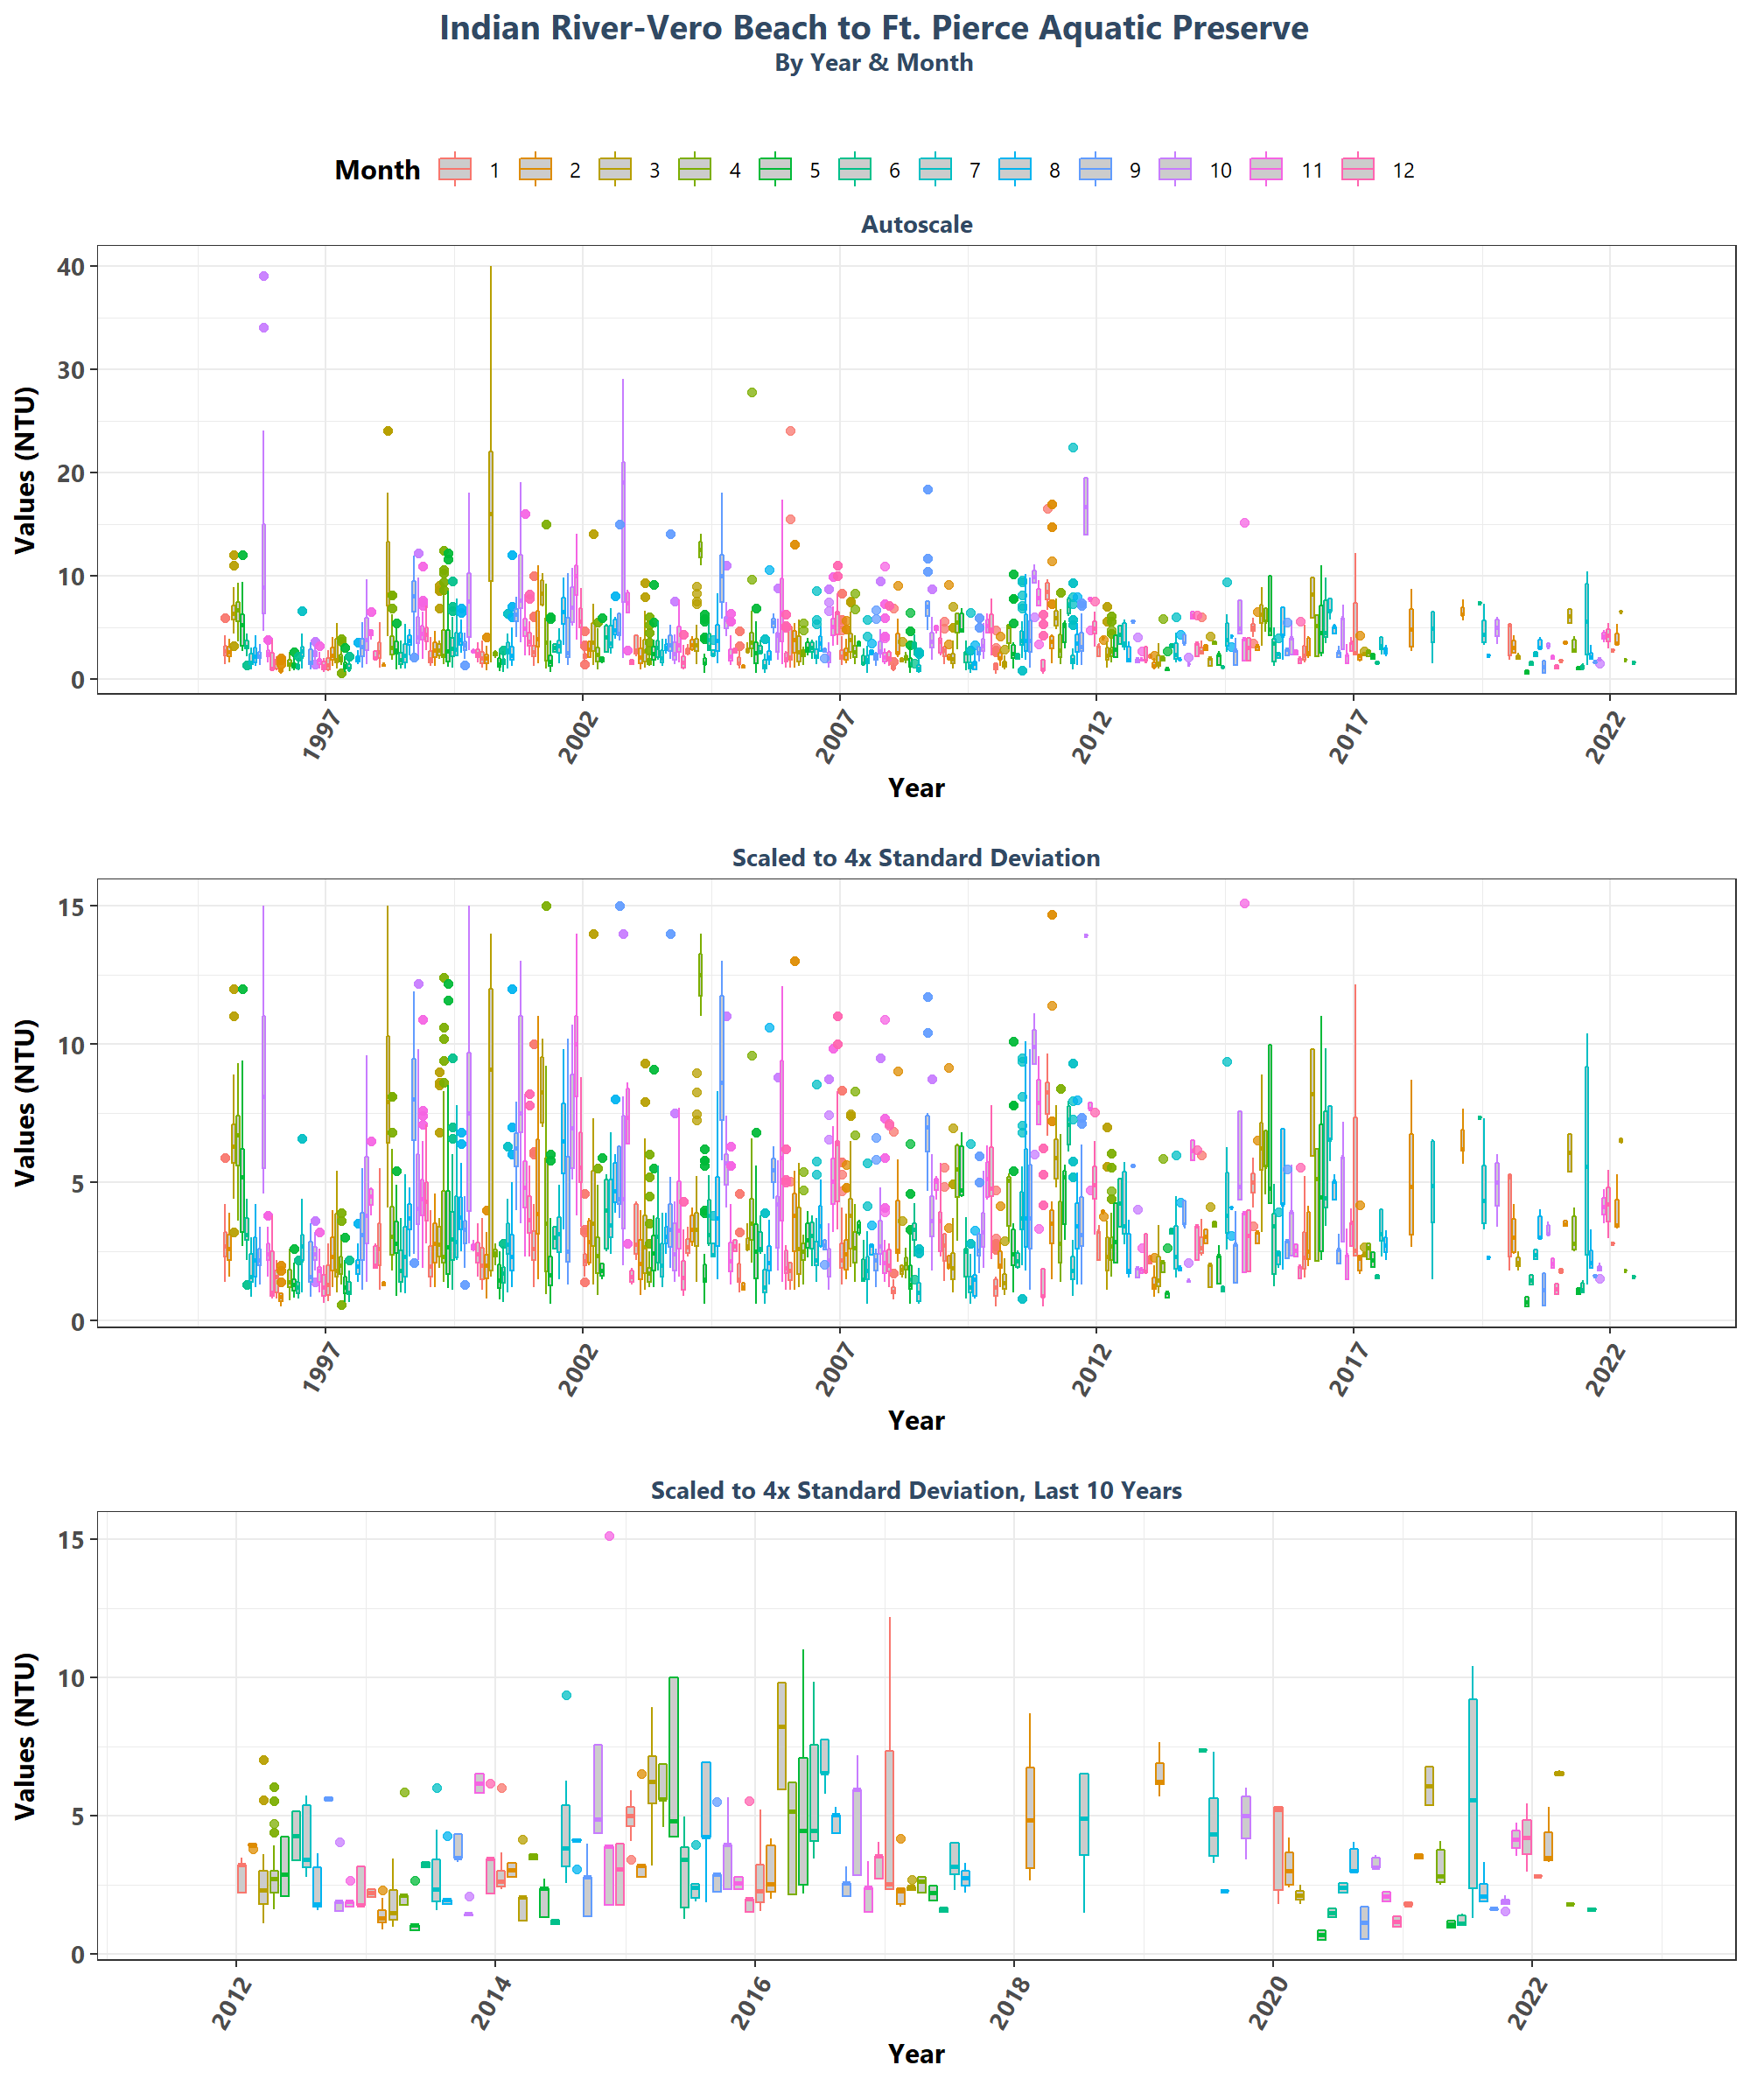 Indian River-Vero Beach to Ft. Pierce Aquatic Preserve
By Year & Month
Month 1 2 3 4 5 6 7 8 9 10 11 12
Autoscale
40
30
20
10
0
Values (NTU)
1997 2002 2007 2012 2017 2022
Year
Scaled to 4x Standard Deviation
15
10
5
0
Values (NTU)
1997 2002 2007 2012 2017 2022
Year
Scaled to 4x Standard Deviation, Last 10 Years
15
10
5
0
Values (NTU)
2012 2014 2016 2018 2020 2022
Year